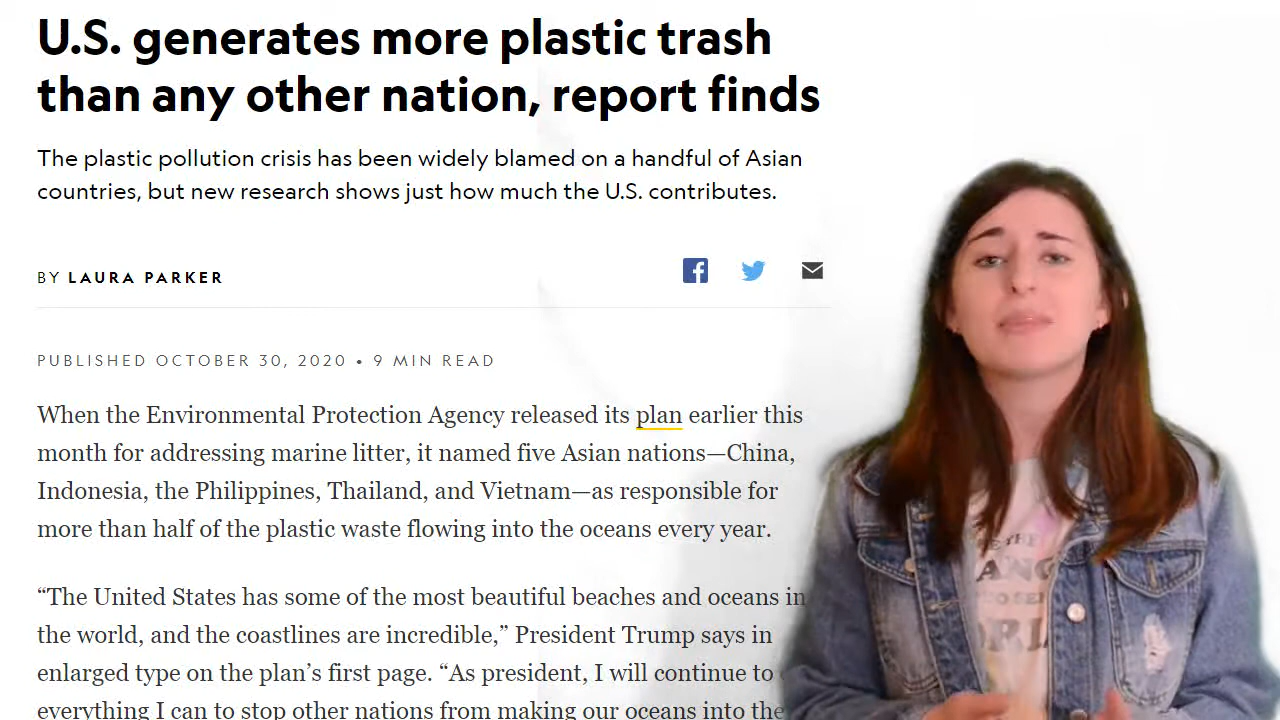 U.S. generates more plastic trash
than any other nation, report finds
The plastic pollution crisis has been widely blamed on a handful of Asian
countries, but new research shows just how much the U.S. contributes.
BY LAURA PARKER
PUBLISHED OCTOBER 30, 2020 • 9 MIN READ
When the Environmental Protection Agency released its plan earlier this
month for addressing marine litter, it named five Asian nations—China,
Indonesia, the Philippines, Thailand, and Vietnam—as responsible for
more than half of the plastic waste flowing into the oceans every year.
“The United States has some of the most beautiful beaches and oceans in
the world, and the coastlines are incredible,” President Trump says in
enlarged type on the plan’s first page. “As president, I will continue to
everything I can to stop other nations from making our oceans into the
THE